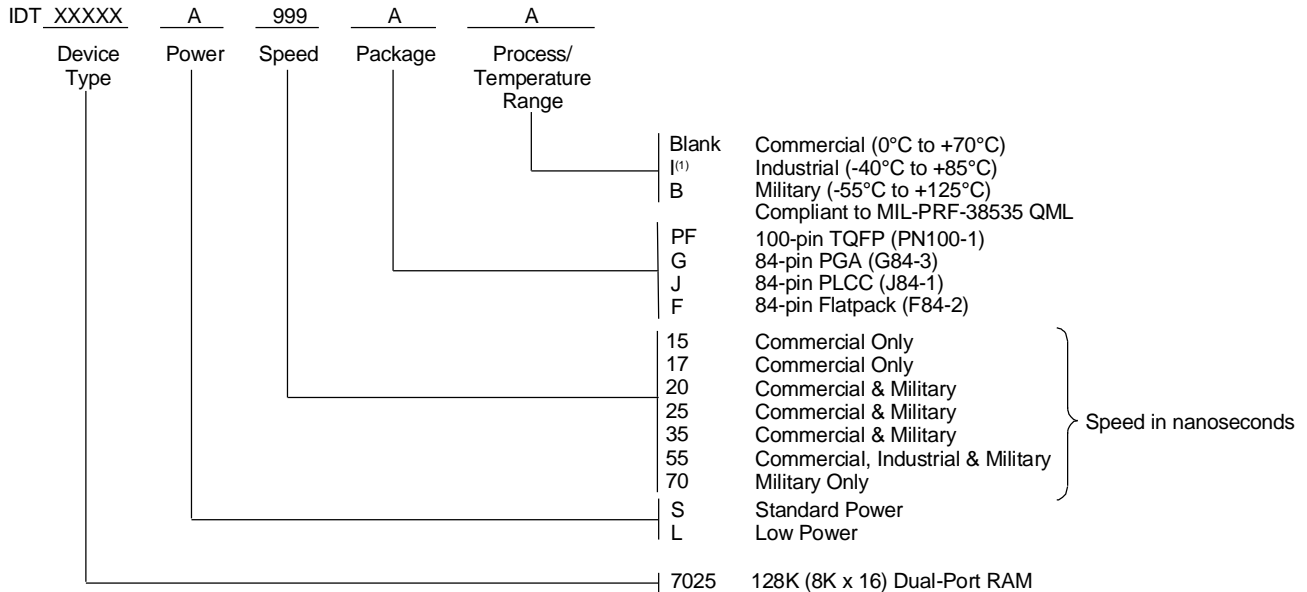 IDT XXXXX A 999 A A
Device Type Power Speed Package Process/ Temperature Range
Blank Commercial (0°C to +70°C)
I(1) Industrial (-40°C to +85°C)
B Military (-55°C to +125°C)
Compliant to MIL-PRF-38535 QML
PF 100-pin TQFP (PN100-1)
G 84-pin PGA (G84-3)
J 84-pin PLCC (J84-1)
F 84-pin Flatpack (F84-2)
15 Commercial Only
17 Commercial Only
20 Commercial & Military
25 Commercial & Military
35 Commercial & Military
55 Commercial, Industrial & Military
70 Military Only
Speed in nanoseconds
S Standard Power
L Low Power
7025 128K (8K x 16) Dual-Port RAM